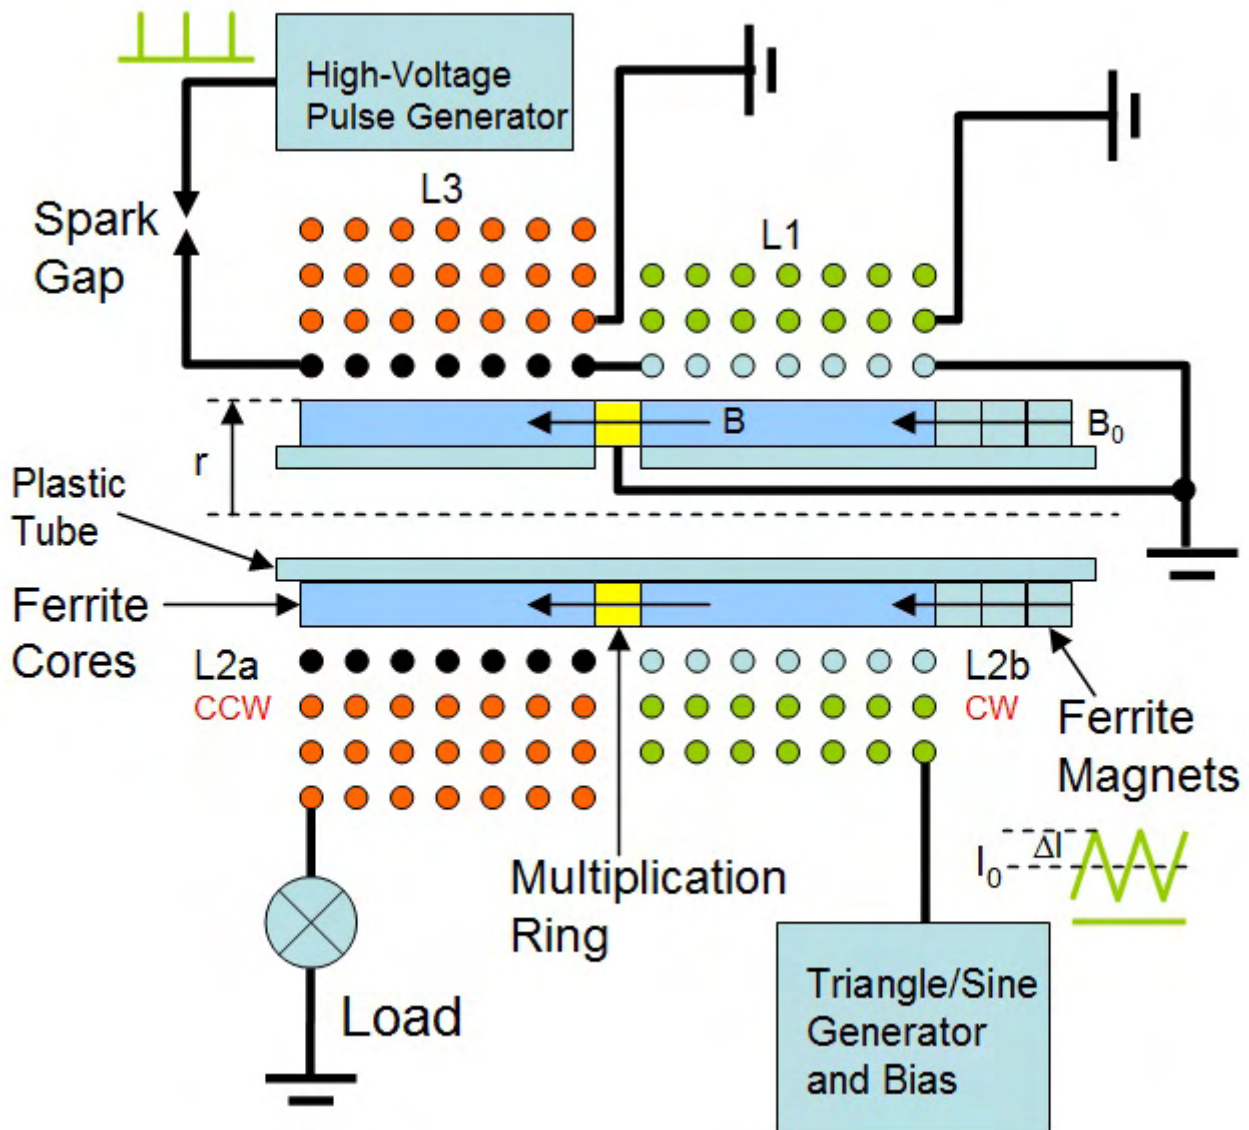 High-Voltage
Pulse Generator
L3
Spark
Gap
L1
B
B₀
r
Plastic
Tube
Ferrite
Cores
L2a
CCW
L2b
CW
Ferrite
Magnets
Multiplication
Ring
I₀
ΔI
Load
Triangle/Sine
Generator
and Bias